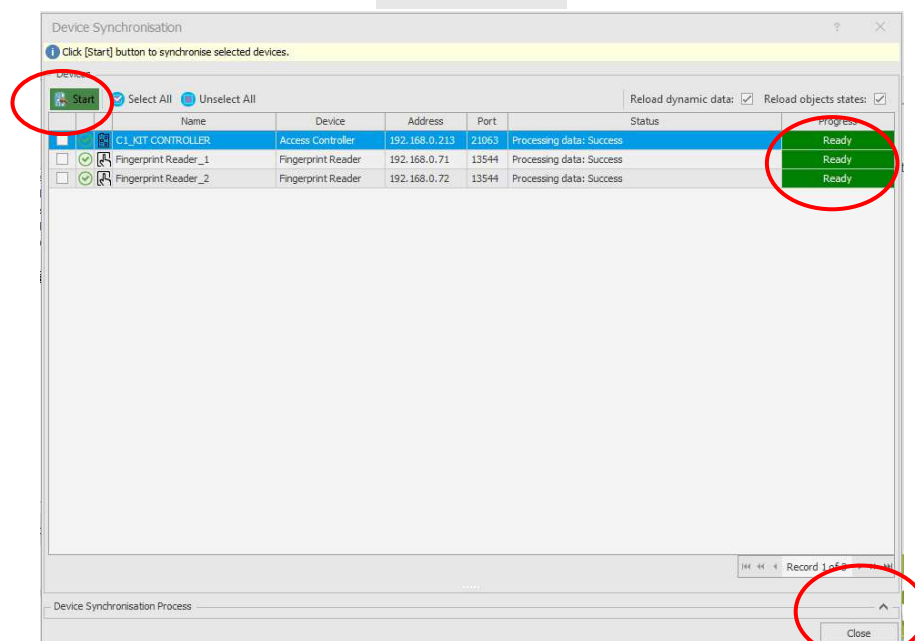 Device Synchronisation
Click [Start] button to synchronise selected devices.
Devices
Start Select All Unselect All Reload dynamic data: Reload objects states:
Name Device Address Port Status Progress
C1_KIT CONTROLLER Access Controller 192.168.0.213 21063 Processing data: Success Ready
Fingerprint Reader_1 Fingerprint Reader 192.168.0.71 13544 Processing data: Success Ready
Fingerprint Reader_2 Fingerprint Reader 192.168.0.72 13544 Processing data: Success Ready
Record 1 of 3
Device Synchronisation Process
Close